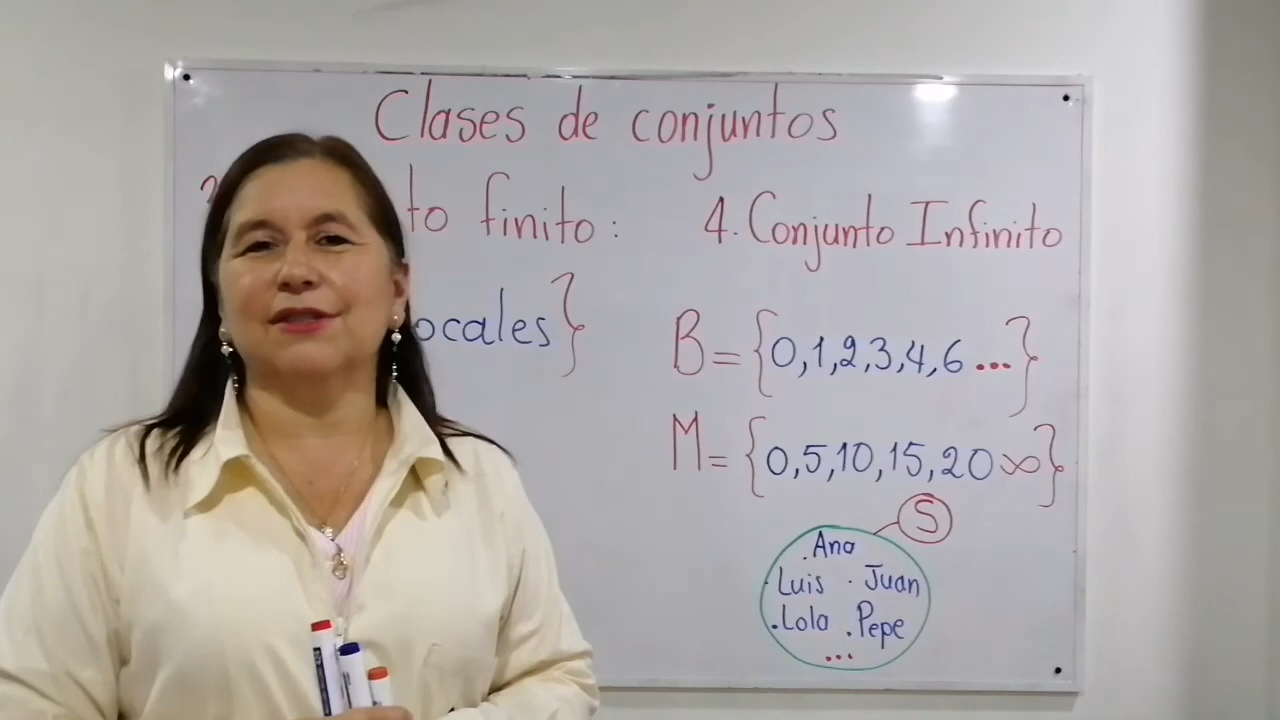 Clases de conjuntos
to finito:
ocales}
4. Conjunto Infinito
B = {0,1,2,3,4,6 ...}
M = {0,5,10,15,20 ∞}
S
.Ana
.Luis . Juan
.Lola .Pepe
...